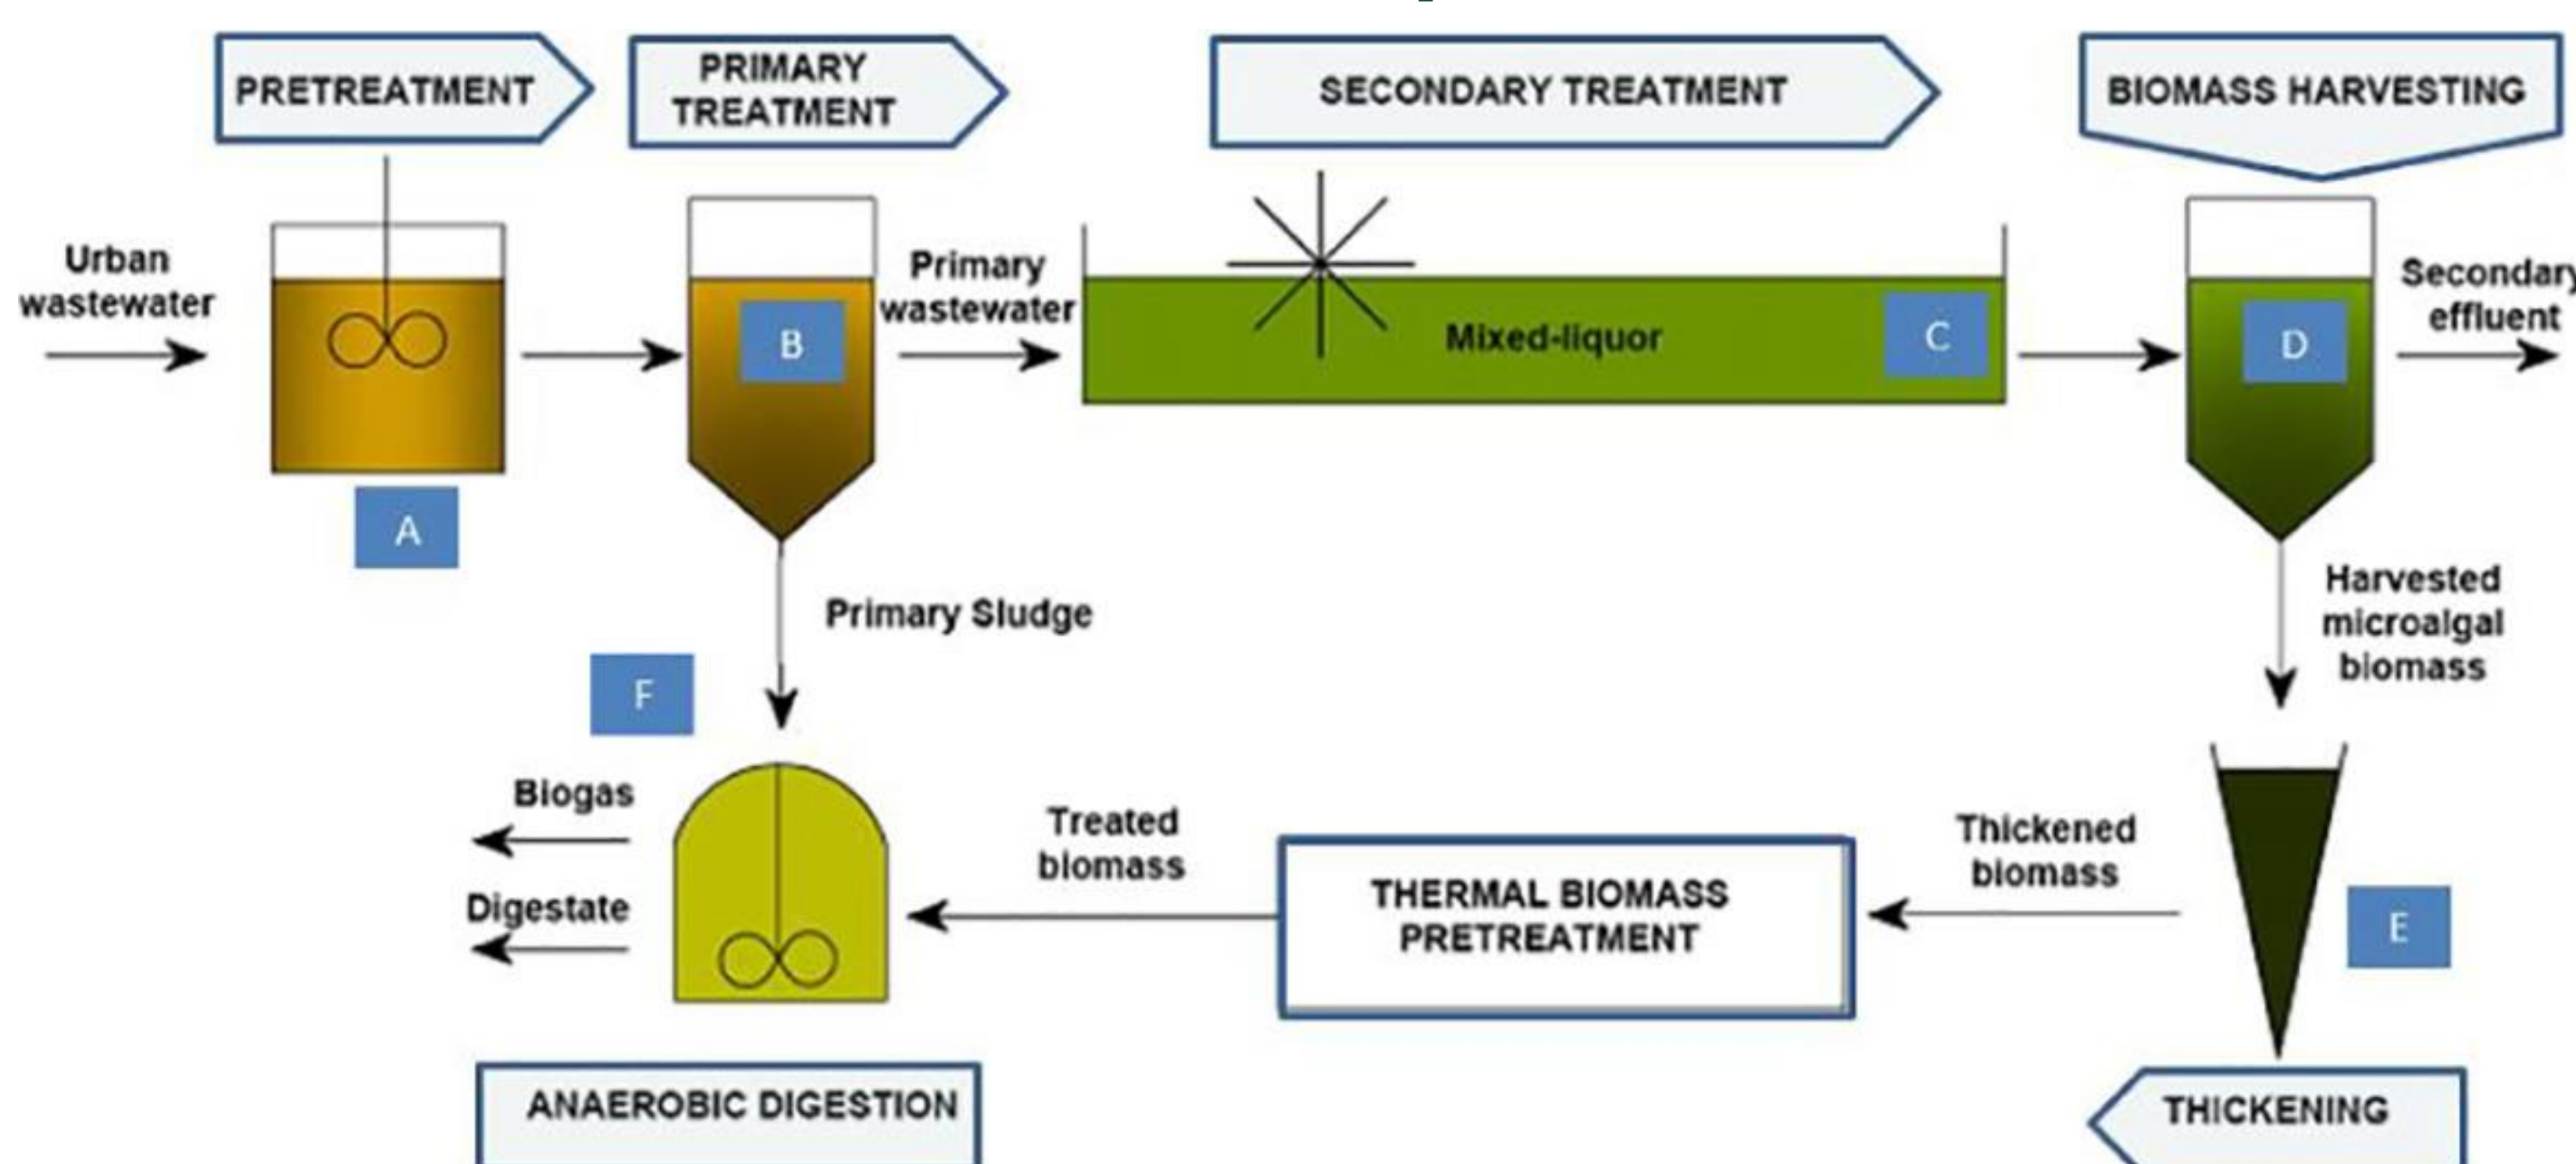 PRETREATMENT
PRIMARY
TREATMENT
SECONDARY TREATMENT
BIOMASS HARVESTING
Urban
wastewater
B
Primary
wastewater
Mixed-liquor
C
D
Secondary
effluent
A
Harvested
microalgal
biomass
Primary Sludge
F
Biogas
Digestate
Treated
biomass
THERMAL BIOMASS
PRETREATMENT
Thickened
biomass
E
ANAEROBIC DIGESTION
THICKENING